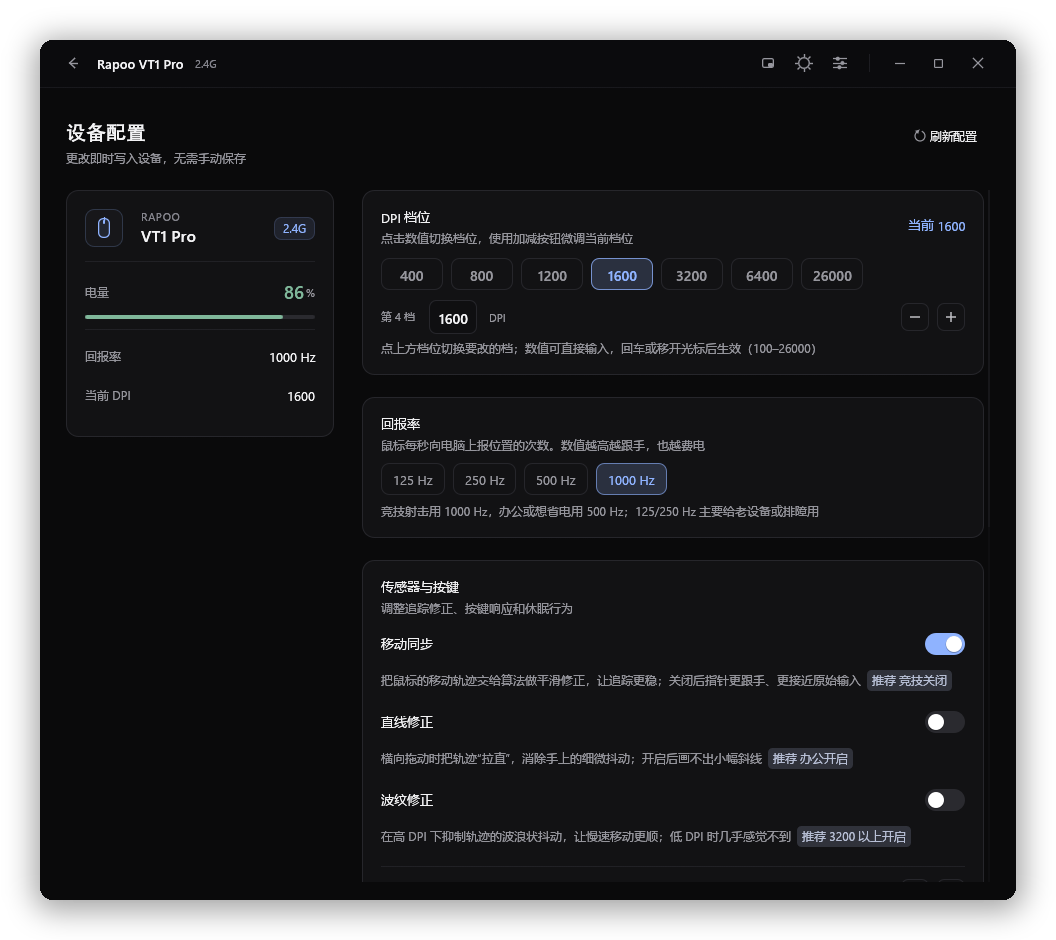 Rapoo VT1 Pro 2.4G
设备配置
更改即时写入设备，无需手动保存
刷新配置
RAPOO
VT1 Pro
2.4G
电量
86%
回报率
1000 Hz
当前 DPI
1600
DPI 档位
点击数值切换档位，使用加减按钮微调当前档位
当前 1600
400 800 1200 1600 3200 6400 26000
第 4 档 1600 DPI
点上方档位切换要改的档；数值可直接输入，回车或移开光标后生效（100–26000）
回报率
鼠标每秒向电脑上报位置的次数。数值越高越跟手，也越费电
125 Hz 250 Hz 500 Hz 1000 Hz
竞技射击用 1000 Hz，办公或想省电用 500 Hz；125/250 Hz 主要给老设备或排障用
传感器与按键
调整追踪修正、按键响应和休眠行为
移动同步
把鼠标的移动轨迹交给算法做平滑修正，让追踪更稳；关闭后指针更跟手、更接近原始输入 推荐 竞技关闭
直线修正
横向拖动时把轨迹“拉直”，消除手上的细微抖动；开启后画不出小幅斜线 推荐 办公开启
波纹修正
在高 DPI 下抑制轨迹的波浪状抖动，让慢速移动更顺；低 DPI 时几乎感觉不到 推荐 3200 以上开启